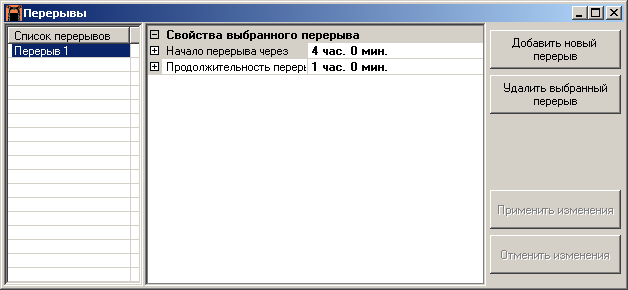 Перерывы
Список перерывов
Перерыв 1
Свойства выбранного перерыва
Начало перерыва через 4 час. 0 мин.
Продолжительность перерь 1 час. 0 мин.
Добавить новый
перерыв
Удалить выбранный
перерыв
Применить изменения
Отменить изменения